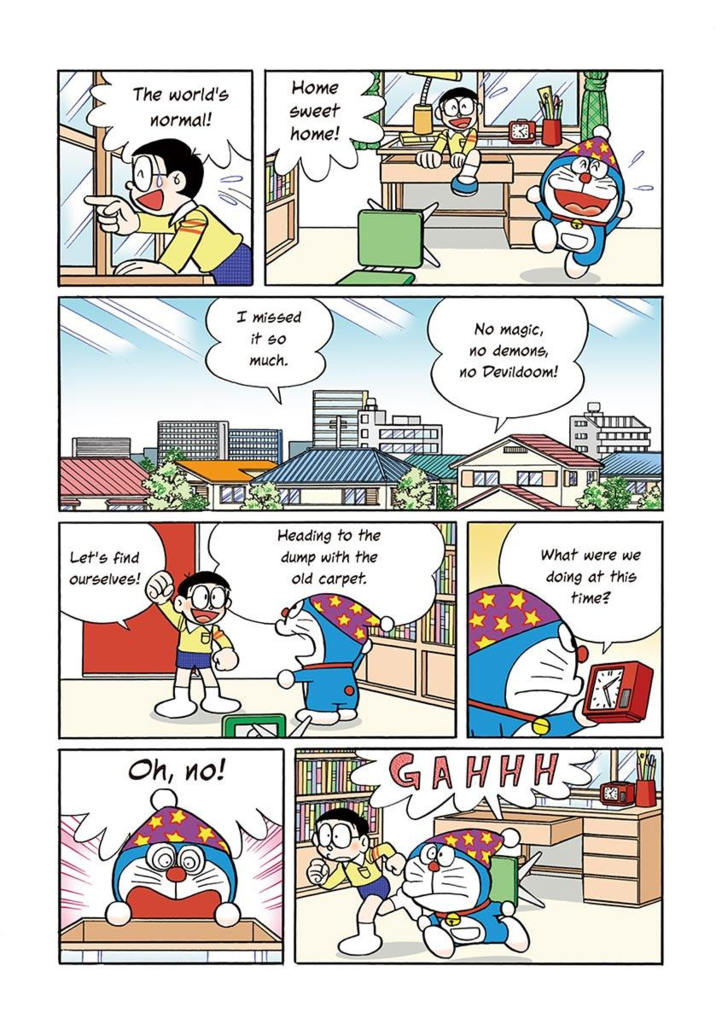 The world's
normal!
Home
sweet
home!
I missed
it so
much.
No magic,
no demons,
no Devildoom!
Let's find
ourselves!
Heading to the
dump with the
old carpet.
What were we
doing at this
time?
Oh, no!
GAHHH